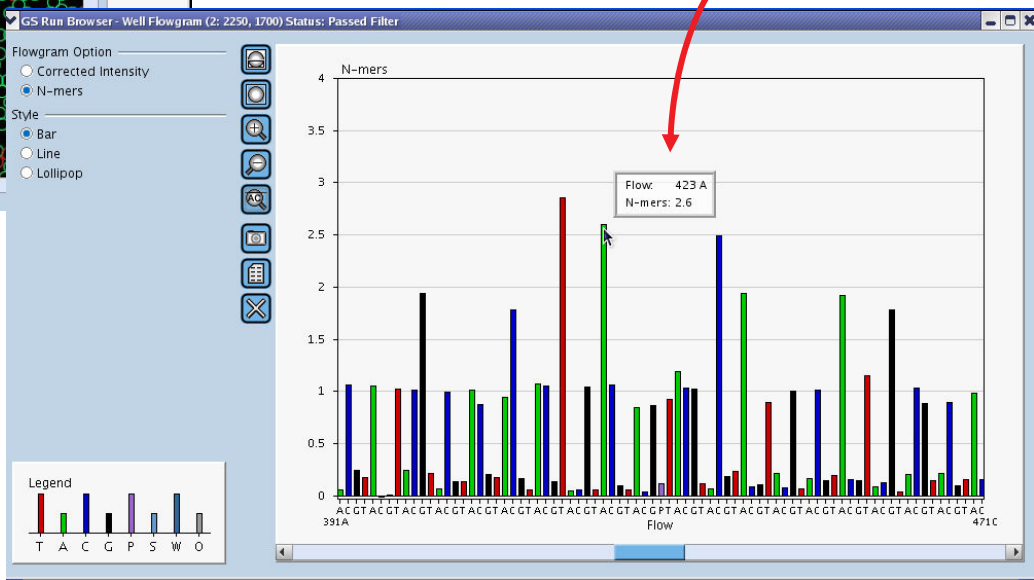 GS Run Browser - Well Flowgram (2: 2250, 1700) Status: Passed Filter
Flowgram Option
Corrected Intensity
N-mers
Style
Bar
Line
Lollipop
AC
N-mers
4
3.5
3
2.5
2
1.5
1
0.5
0
Flow: 423 A
N-mers: 2.6
A C G T A C G T A C G T A C G T A C G T A C G T A C G T A C G T A C G T A C G P T A C G T A C G T A C G T A C G T A C G T A C G T A C G T A C G T A C G T A C
391A
471C
Flow
Legend
T A C G P S W O